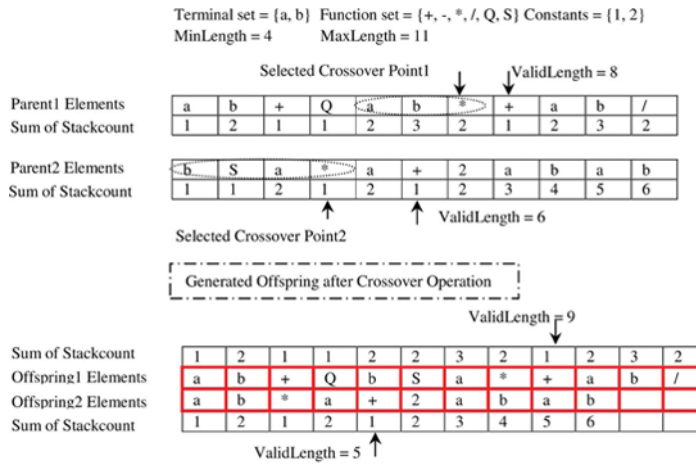 Terminal set = {a, b} Function set = {+, -, *, /, Q, S} Constants = {1, 2}
MinLength = 4 MaxLength = 11
Selected Crossover Point1 ValidLength = 8
Parent1 Elements a b + Q a b * + a b /
Sum of Stackcount 1 2 1 1 2 3 2 1 2 3 2
Parent2 Elements b S a * a + 2 a b a b
Sum of Stackcount 1 1 2 1 2 1 2 3 4 5 6
ValidLength = 6
Selected Crossover Point2
Generated Offspring after Crossover Operation
ValidLength = 9
Sum of Stackcount 1 2 1 1 2 2 3 2 1 2 3 2
Offspring1 Elements a b + Q b S a * + a b /
Offspring2 Elements a b * a + 2 a b a b
Sum of Stackcount 1 2 1 2 1 2 3 4 5 6
ValidLength = 5